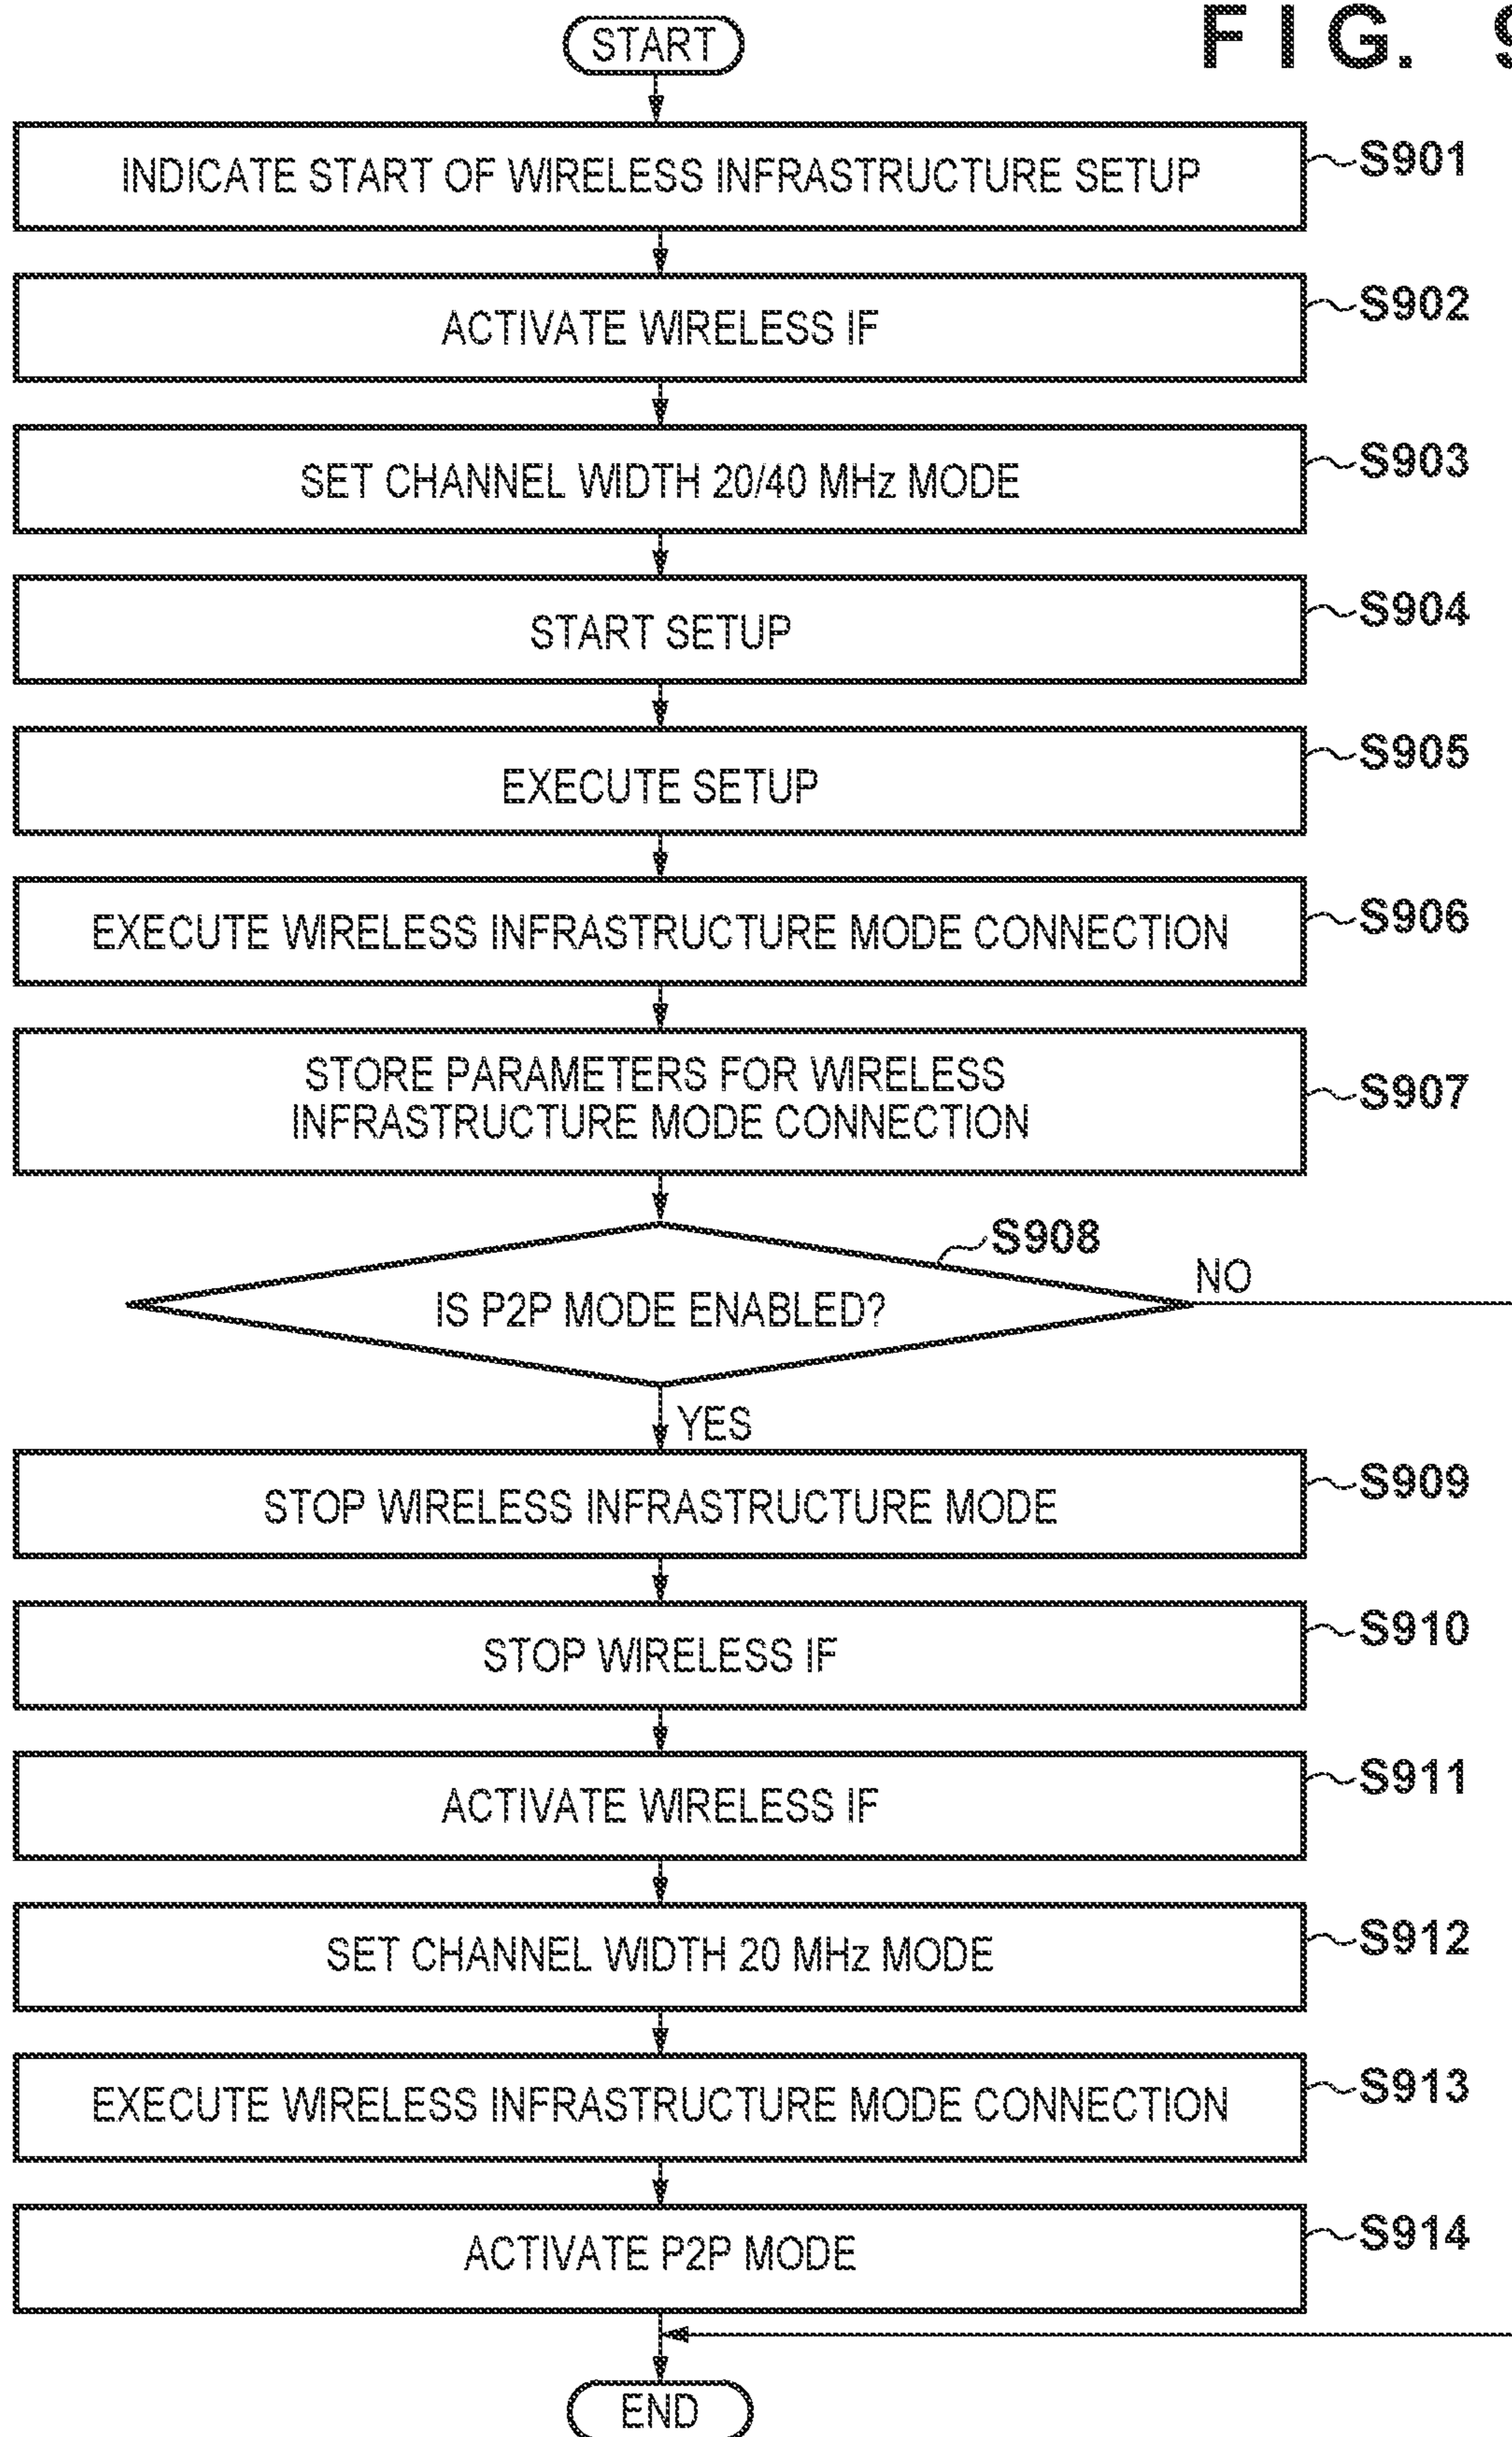 FIG. 9
START
INDICATE START OF WIRELESS INFRASTRUCTURE SETUP
S901
ACTIVATE WIRELESS IF
S902
SET CHANNEL WIDTH 20/40 MHz MODE
S903
START SETUP
S904
EXECUTE SETUP
S905
EXECUTE WIRELESS INFRASTRUCTURE MODE CONNECTION
S906
STORE PARAMETERS FOR WIRELESS
INFRASTRUCTURE MODE CONNECTION
S907
S908
IS P2P MODE ENABLED?
NO
YES
STOP WIRELESS INFRASTRUCTURE MODE
S909
STOP WIRELESS IF
S910
ACTIVATE WIRELESS IF
S911
SET CHANNEL WIDTH 20 MHz MODE
S912
EXECUTE WIRELESS INFRASTRUCTURE MODE CONNECTION
S913
ACTIVATE P2P MODE
S914
END